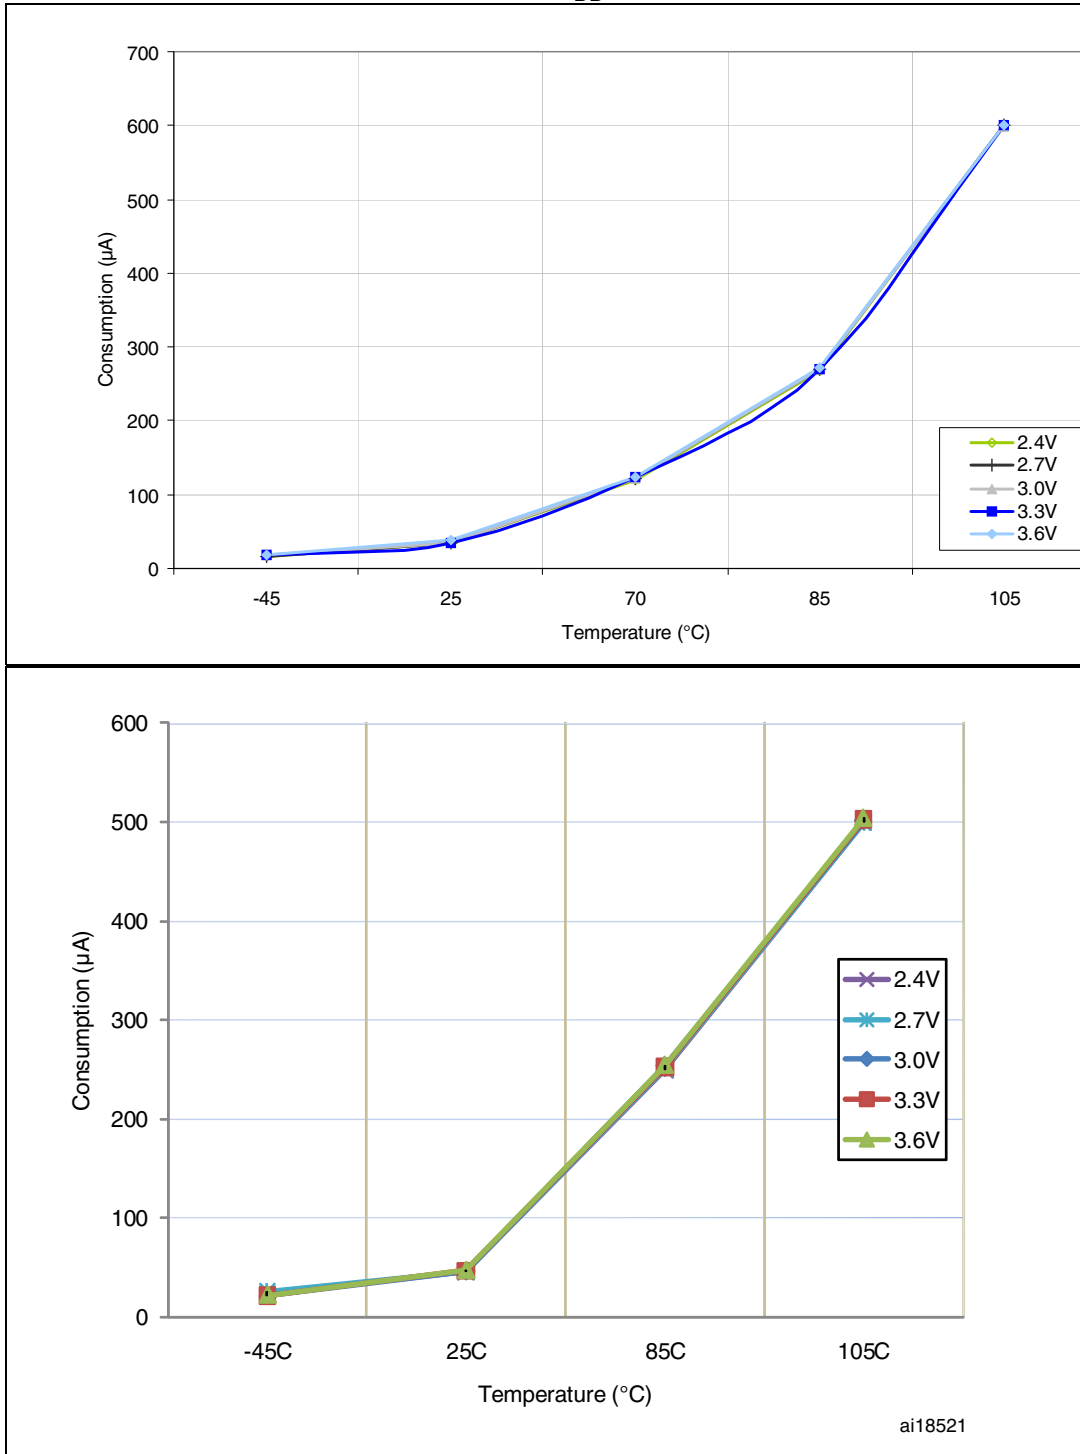 700
600
500
400
300
200
100
0
Consumption (µA)
-45 25 70 85 105
Temperature (°C)
2.4V
2.7V
3.0V
3.3V
3.6V
600
500
400
300
200
100
0
Consumption (µA)
-45C 25C 85C 105C
Temperature (°C)
2.4V
2.7V
3.0V
3.3V
3.6V
ai18521